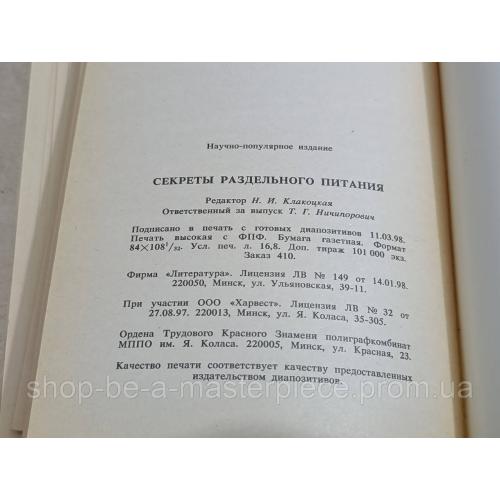 Научно-популярное издание
СЕКРЕТЫ РАЗДЕЛЬНОГО ПИТАНИЯ
Редактор Н. И. Клакоцкая
Ответственный за выпуск Т. Г. Ничипорович
Подписано в печать с готовых диапозитивов 11.03.98.
Печать высокая с ФПФ. Бумага газетная. Формат
84×108¹/₃₂. Усл. печ. л. 16,8. Доп. тираж 101 000 экз.
Заказ 410.
Фирма «Литература». Лицензия ЛВ № 149 от 14.01.98.
220050, Минск, ул. Ульяновская, 39-11.
При участии ООО «Харвест». Лицензия ЛВ № 32 от
27.08.97. 220013, Минск, ул. Я. Коласа, 35-305.
Ордена Трудового Красного Знамени полиграфкомбинат
МППО им. Я. Коласа. 220005, Минск, ул. Красная, 23.
Качество печати соответствует качеству предоставленных
издательством диапозитивов.
shop-be-a-masterpiece.prom.ua